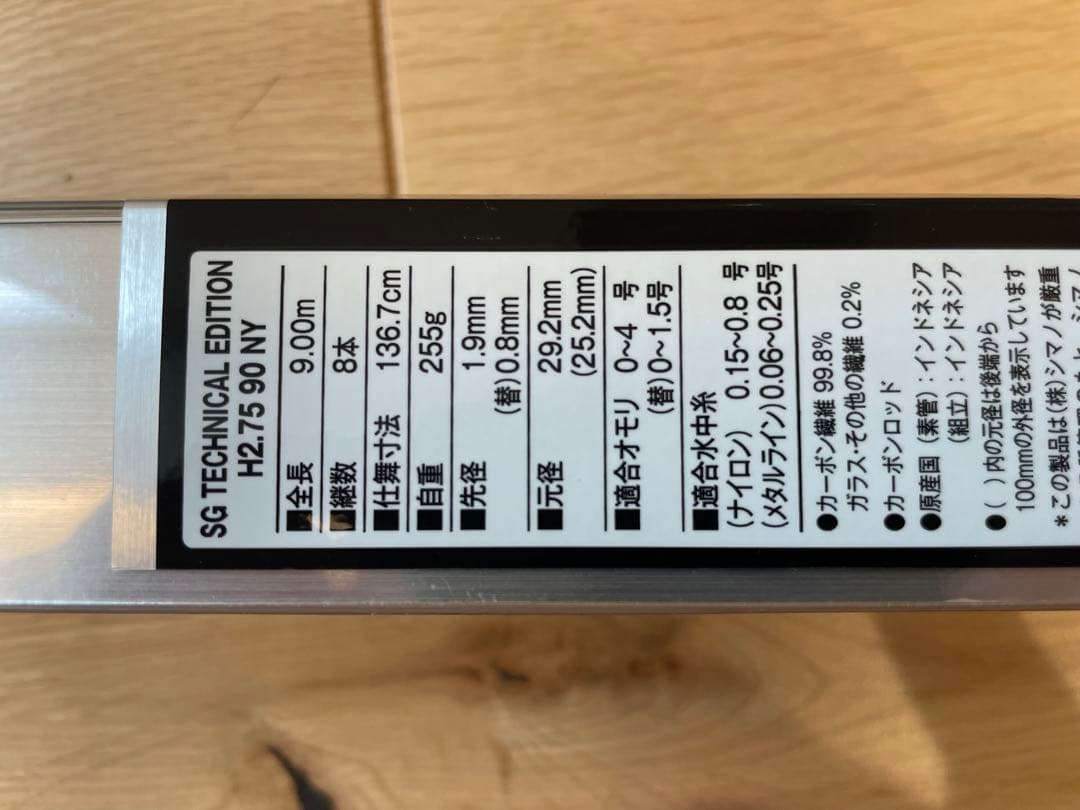 SG TECHNICAL EDITION
H2.75 90 NY
■全長 9.00m
■継数 8本
■仕舞寸法 136.7cm
■自重 255g
■先径 1.9mm
(替)0.8mm
■元径 29.2mm
(25.2mm)
■適合オモリ 0~4 号
(替)0~1.5号
■適合水中糸
(ナイロン) 0.15~0.8 号
(メタルライン)0.06~0.25号
●カーボン繊維 99.8%
ガラス・その他の繊維 0.2%
●カーボンロッド
●原産国 (素管):インドネシア
(組立):インドネシア
●( )内の元径は後端から
100mmの外径を表示しています
*この製品は(株)シマノが厳重